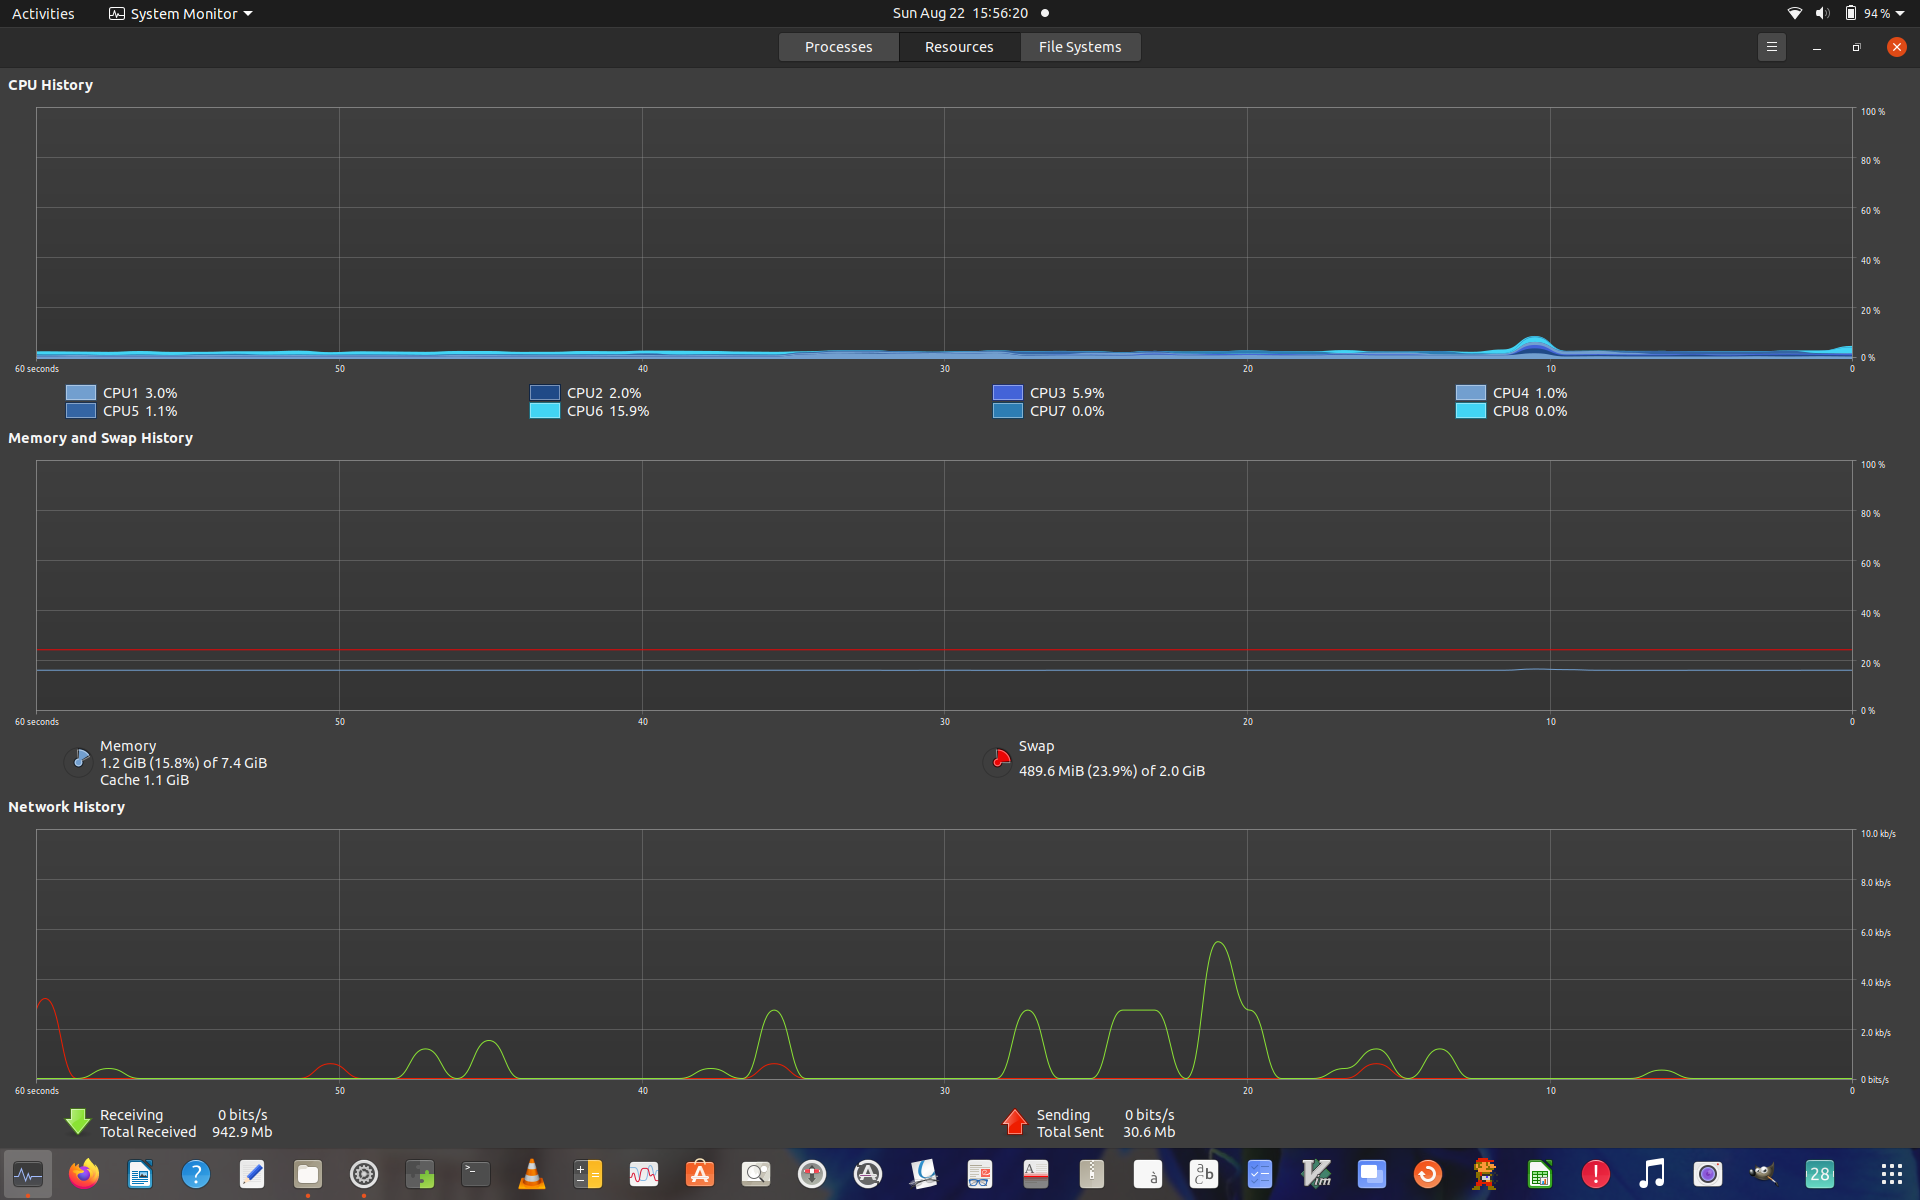 Activities System Monitor Sun Aug 22 15:56:20 94 %
Processes Resources File Systems
CPU History
100 %
80 %
60 %
40 %
20 %
0 %
60 seconds 50 40 30 20 10 0
CPU1 3.0% CPU2 2.0% CPU3 5.9% CPU4 1.0%
CPU5 1.1% CPU6 15.9% CPU7 0.0% CPU8 0.0%
Memory and Swap History
100 %
80 %
60 %
40 %
20 %
0 %
60 seconds 50 40 30 20 10 0
Memory
1.2 GiB (15.8%) of 7.4 GiB
Cache 1.1 GiB
Swap
489.6 MiB (23.9%) of 2.0 GiB
Network History
10.0 kb/s
8.0 kb/s
6.0 kb/s
4.0 kb/s
2.0 kb/s
0 bits/s
60 seconds 50 40 30 20 10 0
Receiving 0 bits/s
Total Received 942.9 Mb
Sending 0 bits/s
Total Sent 30.6 Mb
? >_ A A à a b c Vim ! 28